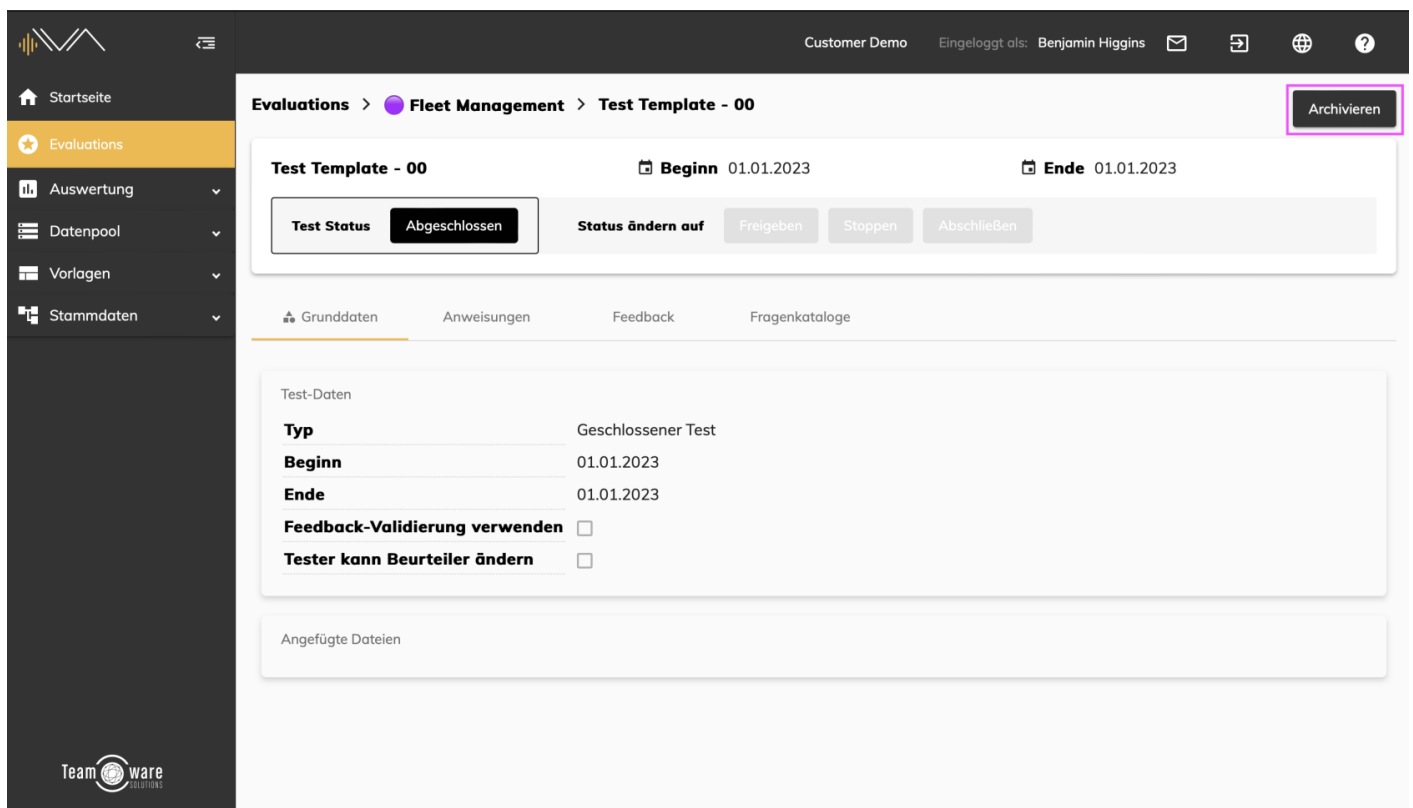 Customer Demo Eingeloggt als: Benjamin Higgins
Startseite
Evaluations
Auswertung
Datenpool
Vorlagen
Stammdaten
Evaluations > Fleet Management > Test Template - 00
Archivieren
Test Template - 00 Beginn 01.01.2023 Ende 01.01.2023
Test Status Abgeschlossen Status ändern auf Freigeben Stoppen Abschließen
Grunddaten Anweisungen Feedback Fragenkataloge
Test-Daten
Typ Geschlossener Test
Beginn 01.01.2023
Ende 01.01.2023
Feedback-Validierung verwenden
Tester kann Beurteiler ändern
Angefügte Dateien
Team ware
SOLUTIONS